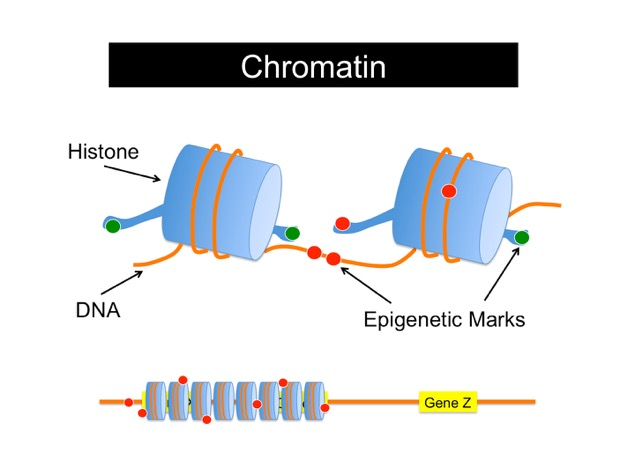 Chromatin
Histone
DNA
Epigenetic Marks
Gene Z